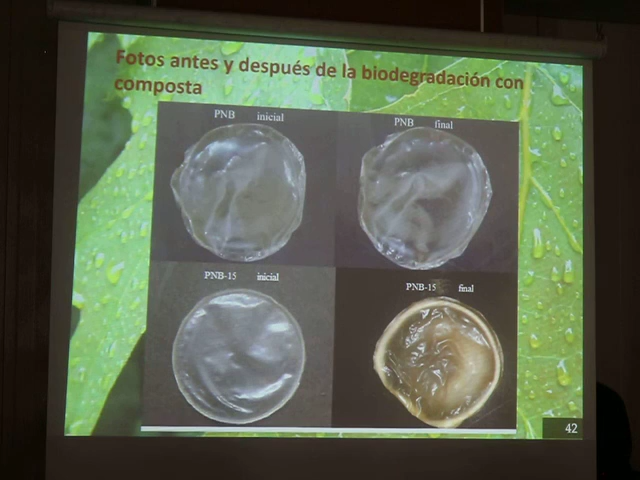 Fotos antes y después de la biodegradación con
composta
PNB inicial
PNB final
PNB-15 inicial
PNB-15 final
42